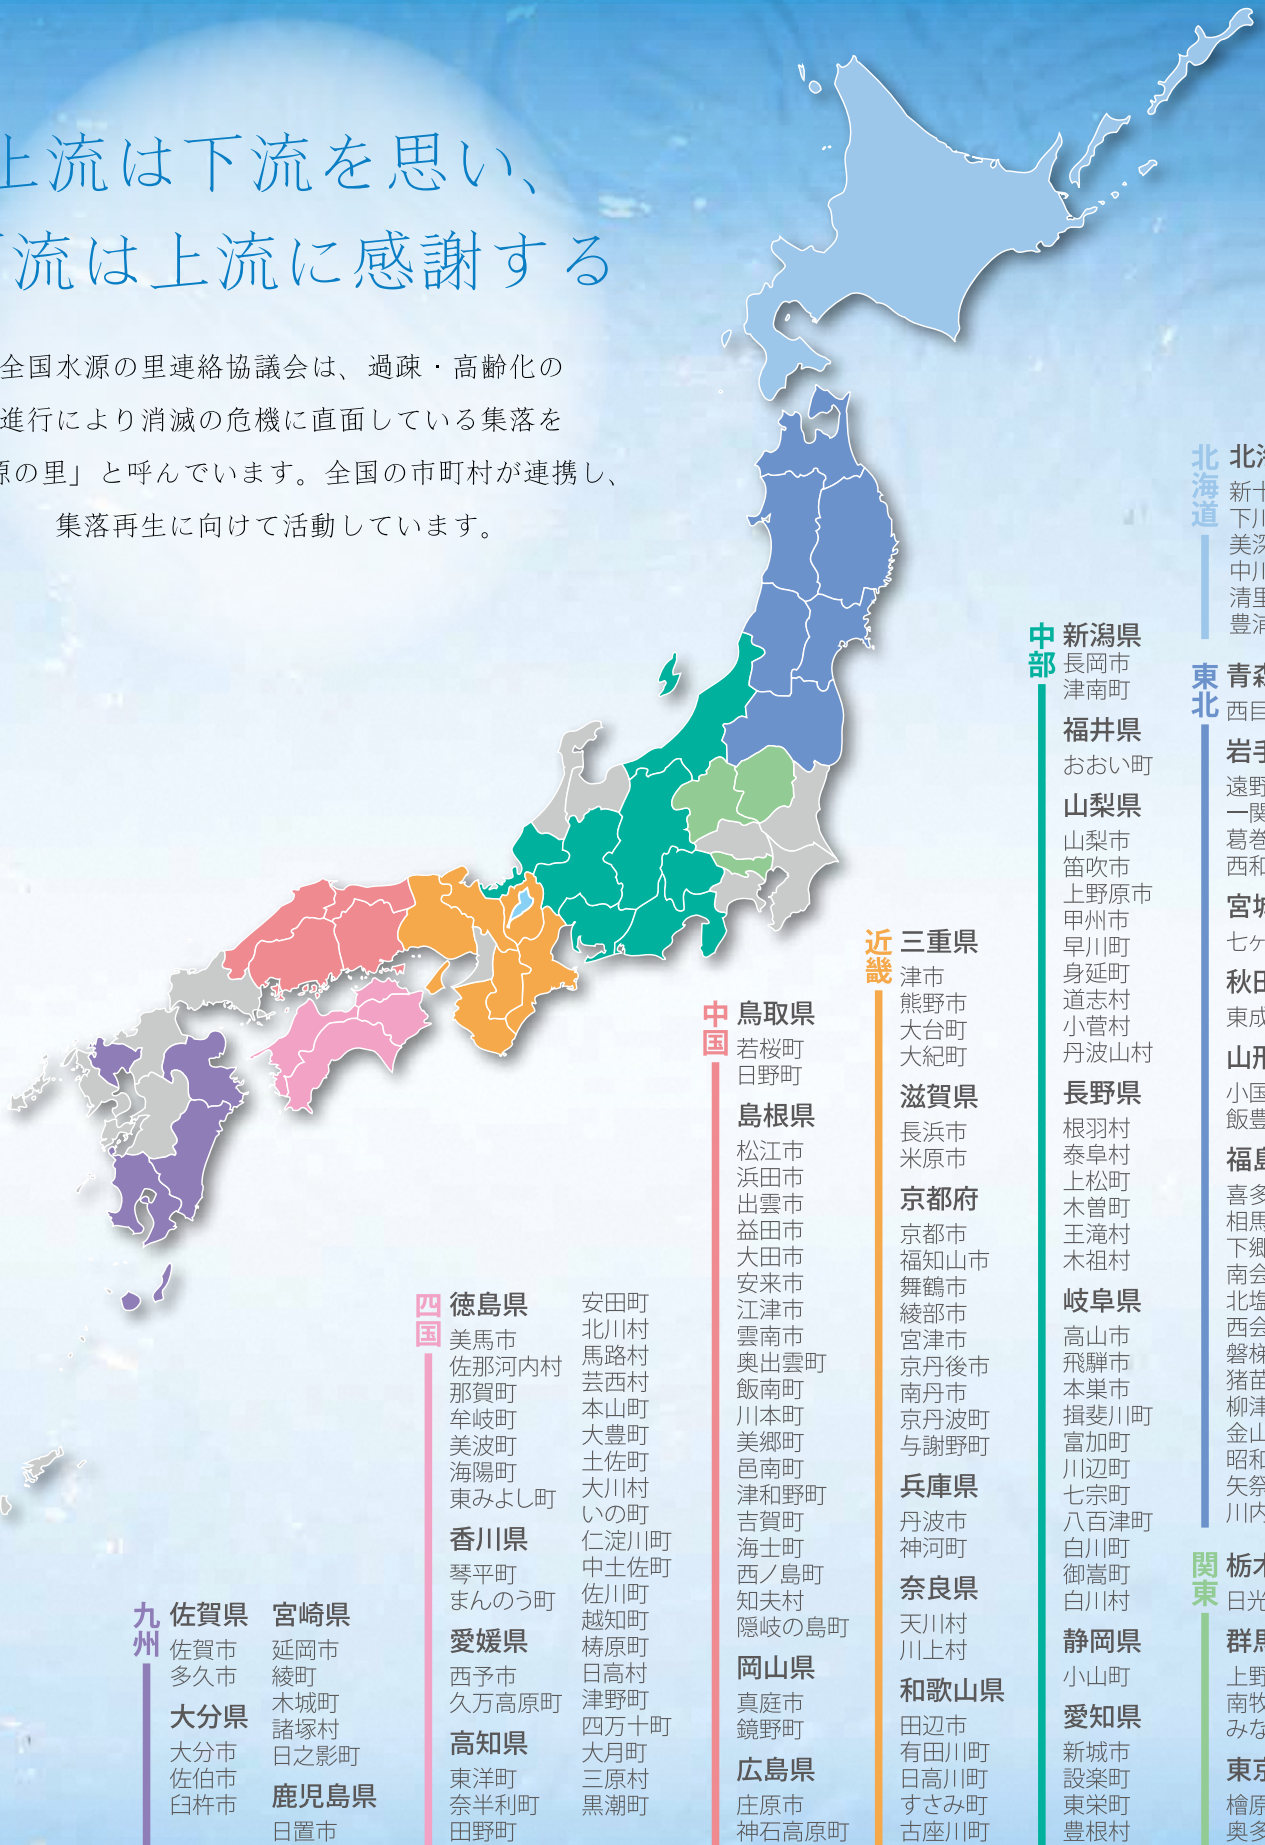 上流は下流を思い、
流は上流に感謝する
全国水源の里連絡協議会は、過疎・高齢化の
進行により消滅の危機に直面している集落を
源の里」と呼んでいます。全国の市町村が連携し、
集落再生に向けて活動しています。
北海道
北海
新十
下川
美深
中川
清里
豊浦
東北
青森
西目
岩手
遠野
一関
葛巻
西和
宮城
七ヶ
秋田
東成
山形
小国
飯豊
福島
喜多
相馬
下郷
南会
北塩
西会
磐梯
猪苗
柳津
金山
昭和
矢祭
川内
関東
栃木
日光
群馬
上野
南牧
みな
東京
檜原
奥多
中部
新潟県
長岡市
津南町
福井県
おおい町
山梨県
山梨市
笛吹市
上野原市
甲州市
早川町
身延町
道志村
小菅村
丹波山村
長野県
根羽村
泰阜村
上松町
木曽町
王滝村
木祖村
岐阜県
高山市
飛騨市
本巣市
揖斐川町
富加町
川辺町
七宗町
八百津町
白川町
御嵩町
白川村
静岡県
小山町
愛知県
新城市
設楽町
東栄町
豊根村
近畿
三重県
津市
熊野市
大台町
大紀町
滋賀県
長浜市
米原市
京都府
京都市
福知山市
舞鶴市
綾部市
宮津市
京丹後市
南丹市
京丹波町
与謝野町
兵庫県
丹波市
神河町
奈良県
天川村
川上村
和歌山県
田辺市
有田川町
日高川町
すさみ町
古座川町
中国
鳥取県
若桜町
日野町
島根県
松江市
浜田市
出雲市
益田市
大田市
安来市
江津市
雲南市
奥出雲町
飯南町
川本町
美郷町
邑南町
津和野町
吉賀町
海士町
西ノ島町
知夫村
隠岐の島町
岡山県
真庭市
鏡野町
広島県
庄原市
神石高原町
四国
徳島県
美馬市
佐那河内村
那賀町
牟岐町
美波町
海陽町
東みよし町
香川県
琴平町
まんのう町
愛媛県
西予市
久万高原町
高知県
東洋町
奈半利町
田野町
安田町
北川村
馬路村
芸西村
本山町
大豊町
土佐町
大川村
いの町
仁淀川町
中土佐町
佐川町
越知町
梼原町
日高村
津野町
四万十町
大月町
三原村
黒潮町
九州
佐賀県
佐賀市
多久市
大分県
大分市
佐伯市
臼杵市
宮崎県
延岡市
綾町
木城町
諸塚村
日之影町
鹿児島県
日置市